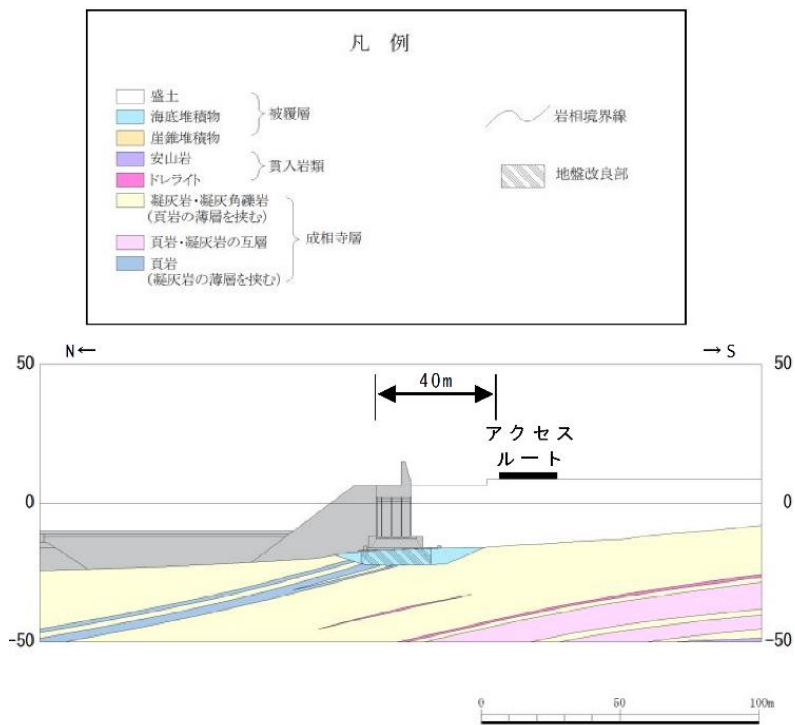 凡 例
盛土
海底堆積物
被覆層
崖錐堆積物
安山岩
貫入岩類
ドレライト
凝灰岩・凝灰角礫岩
(頁岩の薄層を挟む)
頁岩・凝灰岩の互層
成相寺層
頁岩
(凝灰岩の薄層を挟む)
岩相境界線
地盤改良部
N←
→S
50
50
40m
アクセス
ルート
0
0
-50
-50
0
50
100m